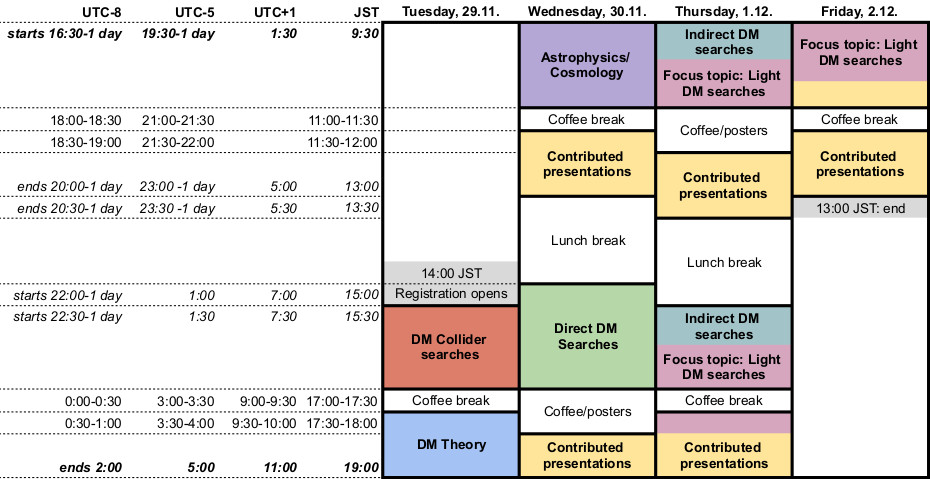 UTC-8 UTC-5 UTC+1 JST Tuesday, 29.11. Wednesday, 30.11. Thursday, 1.12. Friday, 2.12.
starts 16:30-1 day 19:30-1 day 1:30 9:30
Astrophysics/
Cosmology
Indirect DM
searches
Focus topic: Light
DM searches
Focus topic: Light
DM searches
18:00-18:30 21:00-21:30 11:00-11:30 Coffee break Coffee/posters Coffee break
18:30-19:00 21:30-22:00 11:30-12:00
Contributed
presentations
Contributed
presentations
Contributed
presentations
ends 20:00-1 day 23:00 -1 day 5:00 13:00
ends 20:30-1 day 23:30 -1 day 5:30 13:30 13:00 JST: end
Lunch break
Lunch break
14:00 JST
Registration opens
starts 22:00-1 day 1:00 7:00 15:00
starts 22:30-1 day 1:30 7:30 15:30
DM Collider
searches
Direct DM
Searches
Indirect DM
searches
Focus topic: Light
DM searches
0:00-0:30 3:00-3:30 9:00-9:30 17:00-17:30 Coffee break Coffee/posters Coffee break
0:30-1:00 3:30-4:00 9:30-10:00 17:30-18:00
DM Theory
Contributed
presentations
Contributed
presentations
ends 2:00 5:00 11:00 19:00